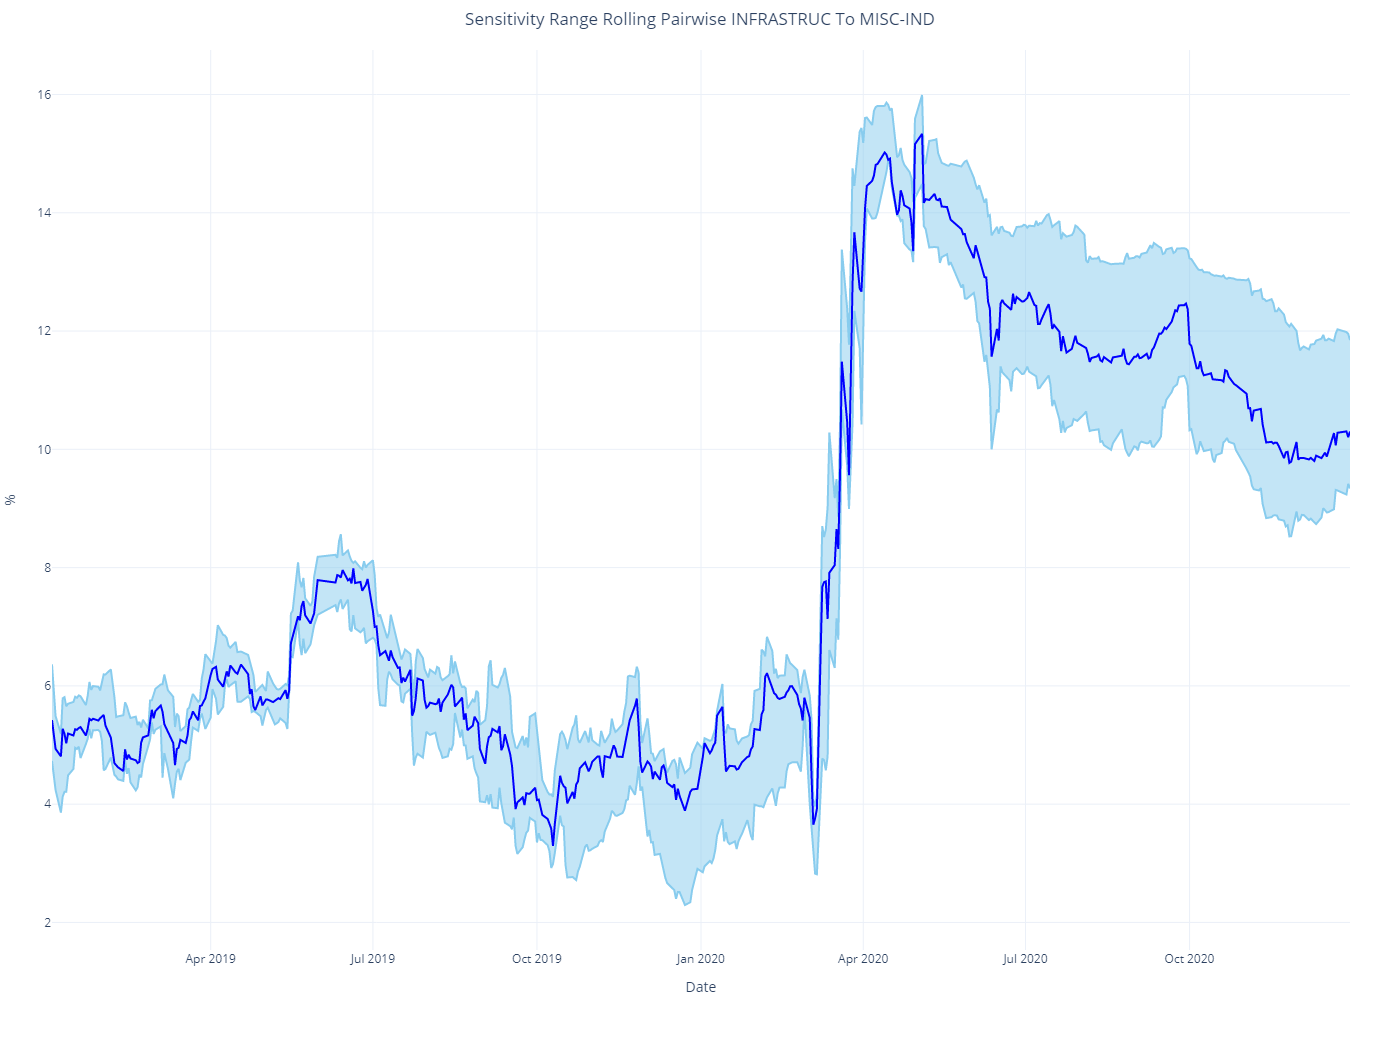 Sensitivity Range Rolling Pairwise INFRASTRUC To MISC-IND
16
14
12
10
8
6
4
2
%
Apr 2019
Jul 2019
Oct 2019
Jan 2020
Apr 2020
Jul 2020
Oct 2020
Date